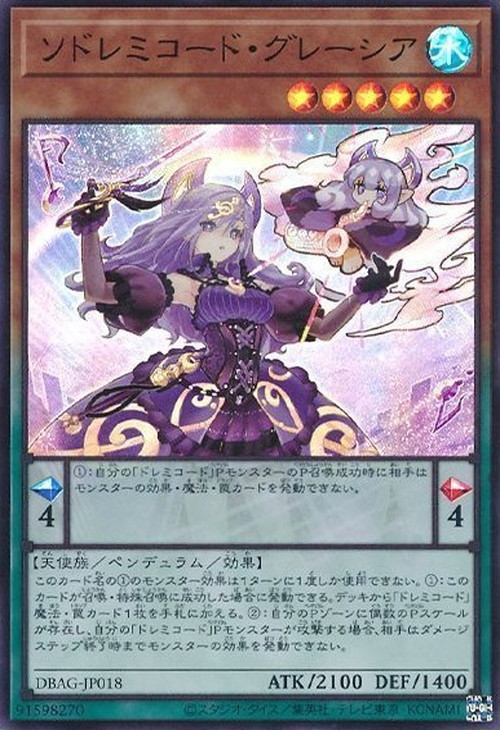 ソドレミコード・グレーシア
水
4
①:自分の「ドレミコード」Pモンスターの P召喚成功時に相手は
モンスターの効果・魔法・罠カードを発動できない。
4
【天使族/ペンデュラム/効果】
このカード名の①のモンスター効果は1ターンに1度しか使用できない。①:この
カードが召喚・特殊召喚に成功した場合に発動できる。デッキから「ドレミコード」
魔法・罠カード1枚を手札に加える。②:自分のPゾーンに偶数のPスケール
が存在し、自分の「ドレミコード」Pモンスターが攻撃する場合、相手はダメージ
ステップ終了時までモンスターの効果を発動できない。
DBAG-JP018 ATK/2100 DEF/1400
91598270 ©スタジオ・ダイス/集英社・テレビ東京・KONAMI